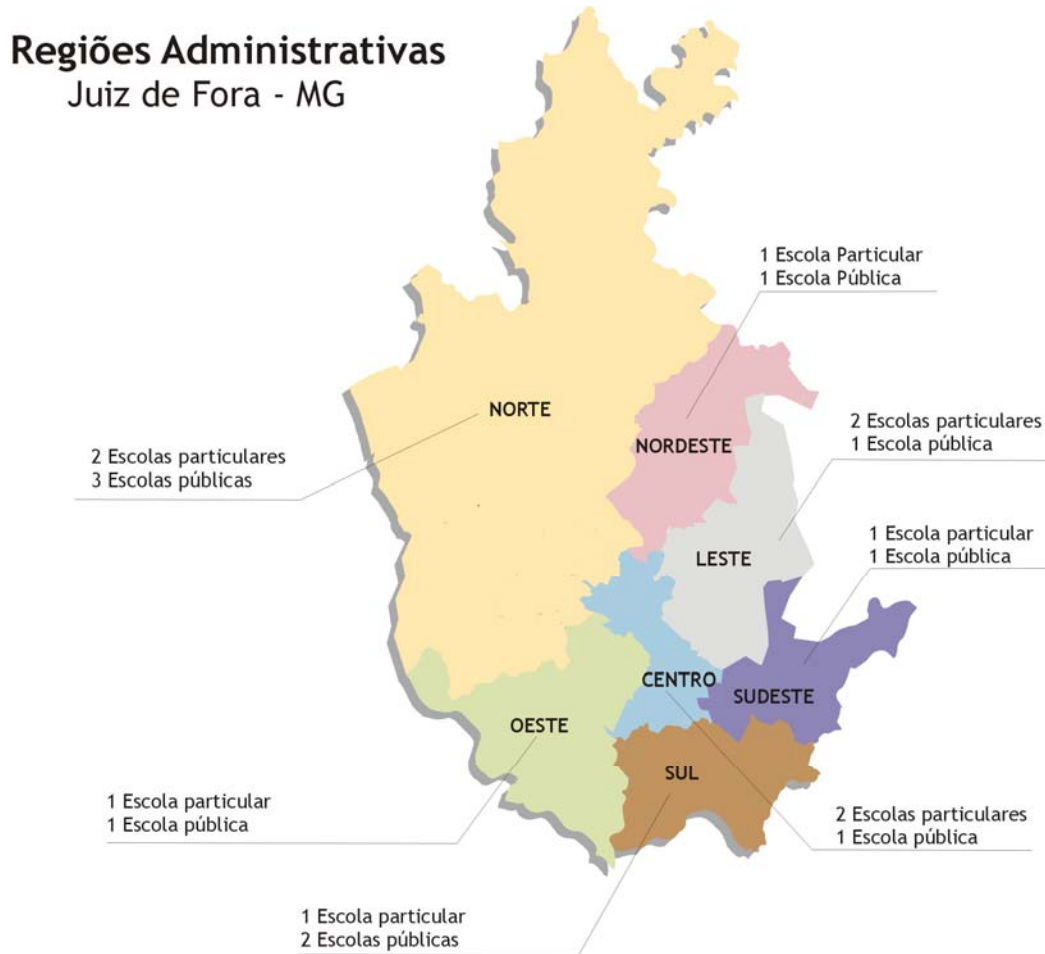 Regiões Administrativas
Juiz de Fora - MG
1 Escola Particular
1 Escola Pública
NORTE
2 Escolas particulares
1 Escola pública
NORDESTE
2 Escolas particulares
3 Escolas públicas
1 Escola particular
1 Escola pública
LESTE
CENTRO
SUDESTE
OESTE
SUL
1 Escola particular
1 Escola pública
2 Escolas particulares
1 Escola pública
1 Escola particular
2 Escolas públicas